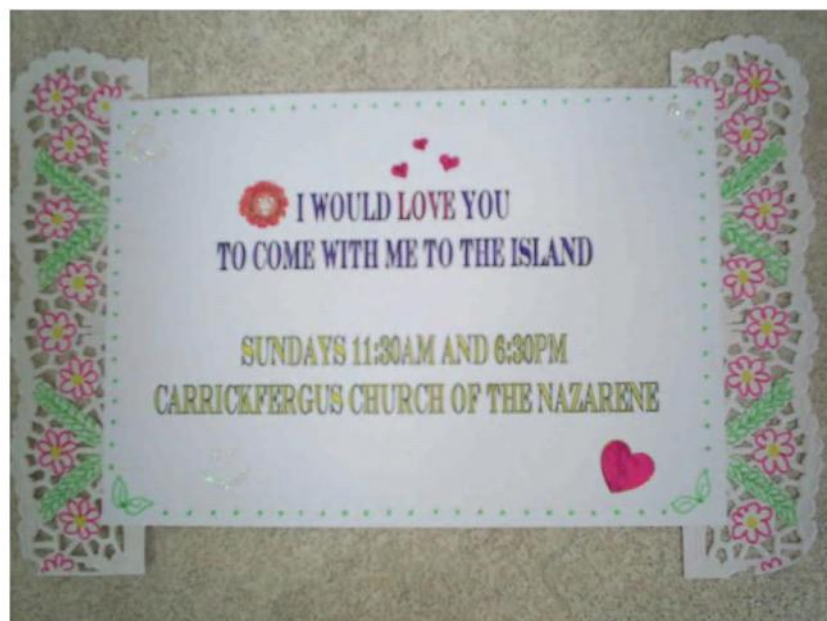 I WOULD LOVE YOU
TO COME WITH ME TO THE ISLAND
SUNDAYS 11:30AM AND 6:30PM
CARRICKFERGUS CHURCH OF THE NAZARENE